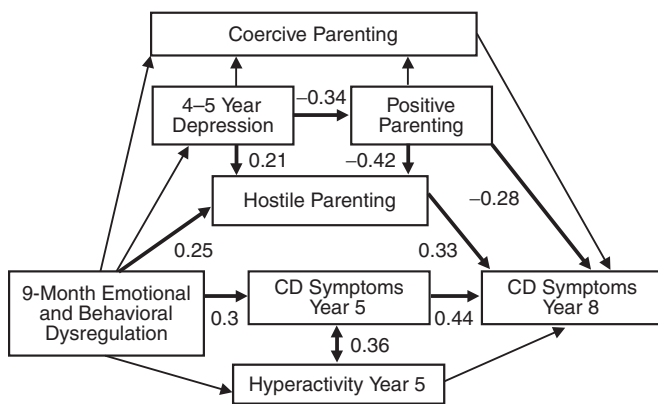 Coercive Parenting
4–5 Year
Depression
−0.34
Positive
Parenting
0.21
−0.42
Hostile Parenting
−0.28
0.25
0.33
9-Month Emotional
and Behavioral
Dysregulation
0.3
CD Symptoms
Year 5
0.44
CD Symptoms
Year 8
0.36
Hyperactivity Year 5